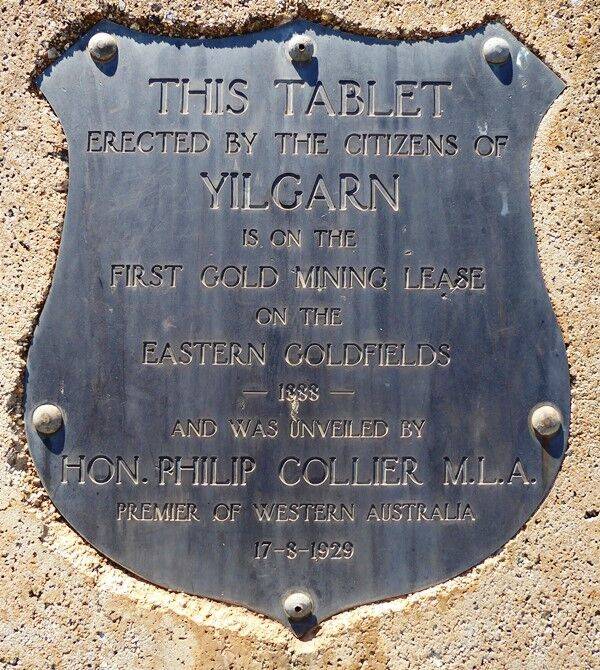 THIS TABLET
ERECTED BY THE CITIZENS OF
YILGARN
IS ON THE
FIRST GOLD MINING LEASE
ON THE
EASTERN GOLDFIELDS
— 1888 —
AND WAS UNVEILED BY
HON. PHILIP COLLIER M.L.A.
PREMIER OF WESTERN AUSTRALIA
17-8-1929